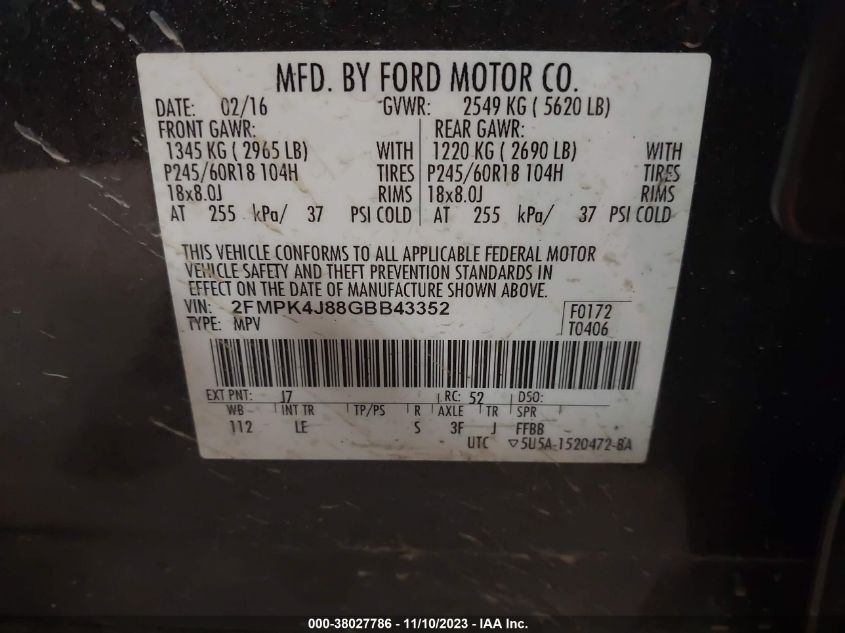 MFD. BY FORD MOTOR CO.
DATE: 02/16 GVWR: 2549 KG ( 5620 LB)
FRONT GAWR: REAR GAWR:
1345 KG ( 2965 LB) WITH 1220 KG ( 2690 LB) WITH
P245/60R18 104H TIRES P245/60R18 104H TIRES
18x8.0J RIMS 18x8.0J RIMS
AT 255 kPa/ 37 PSI COLD AT 255 kPa/ 37 PSI COLD
THIS VEHICLE CONFORMS TO ALL APPLICABLE FEDERAL MOTOR
VEHICLE SAFETY AND THEFT PREVENTION STANDARDS IN
EFFECT ON THE DATE OF MANUFACTURE SHOWN ABOVE.
VIN: 2FMPK4J88GBB43352 F0172
TYPE: MPV T0406
EXT PNT: J7 RC: 52 DSO:
WB INT TR TP/PS R AXLE TR SPR
112 LE S 3F J FFBB
UTC ▽5U5A-1520472-BA
000-38027786 - 11/10/2023 - IAA Inc.